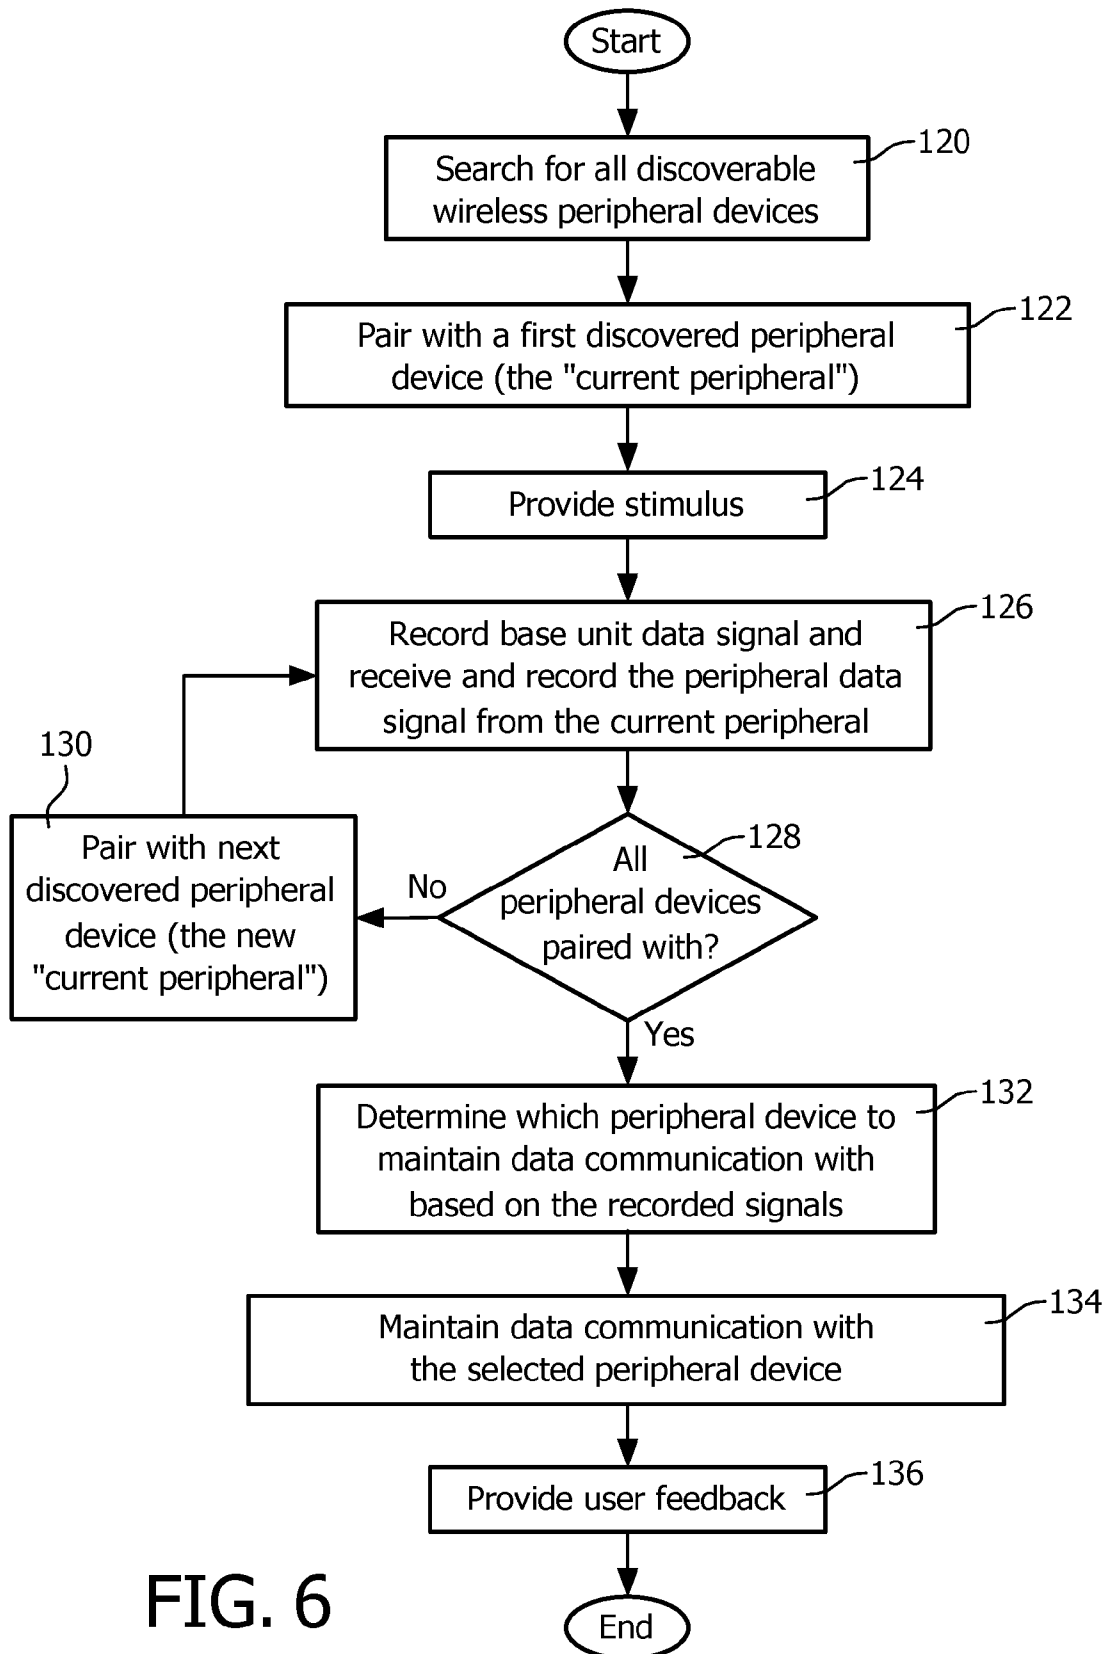 Start
120
Search for all discoverable
wireless peripheral devices
122
Pair with a first discovered peripheral
device (the "current peripheral")
124
Provide stimulus
126
Record base unit data signal and
receive and record the peripheral data
signal from the current peripheral
130
Pair with next
discovered peripheral
device (the new
"current peripheral")
No
128
All
peripheral devices
paired with?
Yes
132
Determine which peripheral device to
maintain data communication with
based on the recorded signals
134
Maintain data communication with
the selected peripheral device
136
Provide user feedback
End
FIG. 6